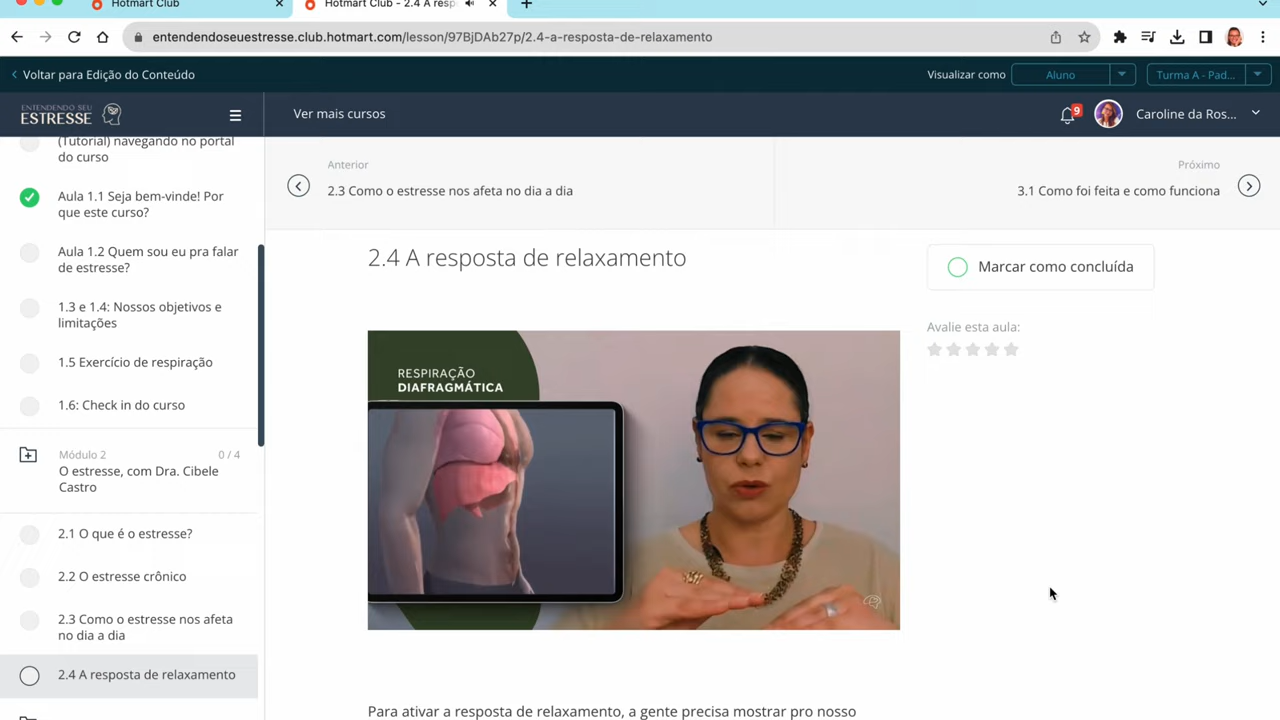 Hotmart Club
Hotmart Club - 2.4 A resp
entendendoseuestresse.club.hotmart.com/lesson/97BjDAb27p/2.4-a-resposta-de-relaxamento
Voltar para Edição do Conteúdo
Visualizar como
Aluno
Turma A - Pad...
ENTENDENDO SEU
ESTRESSE
Ver mais cursos
9
Caroline da Ros...
(Tutorial) navegando no portal
do curso
Aula 1.1 Seja bem-vinde! Por
que este curso?
Aula 1.2 Quem sou eu pra falar
de estresse?
1.3 e 1.4: Nossos objetivos e
limitações
1.5 Exercício de respiração
1.6: Check in do curso
Módulo 2
0 / 4
O estresse, com Dra. Cibele
Castro
2.1 O que é o estresse?
2.2 O estresse crônico
2.3 Como o estresse nos afeta
no dia a dia
2.4 A resposta de relaxamento
Anterior
2.3 Como o estresse nos afeta no dia a dia
Próximo
3.1 Como foi feita e como funciona
2.4 A resposta de relaxamento
Marcar como concluída
Avalie esta aula:
RESPIRAÇÃO
DIAFRAGMÁTICA
Para ativar a resposta de relaxamento, a gente precisa mostrar pro nosso